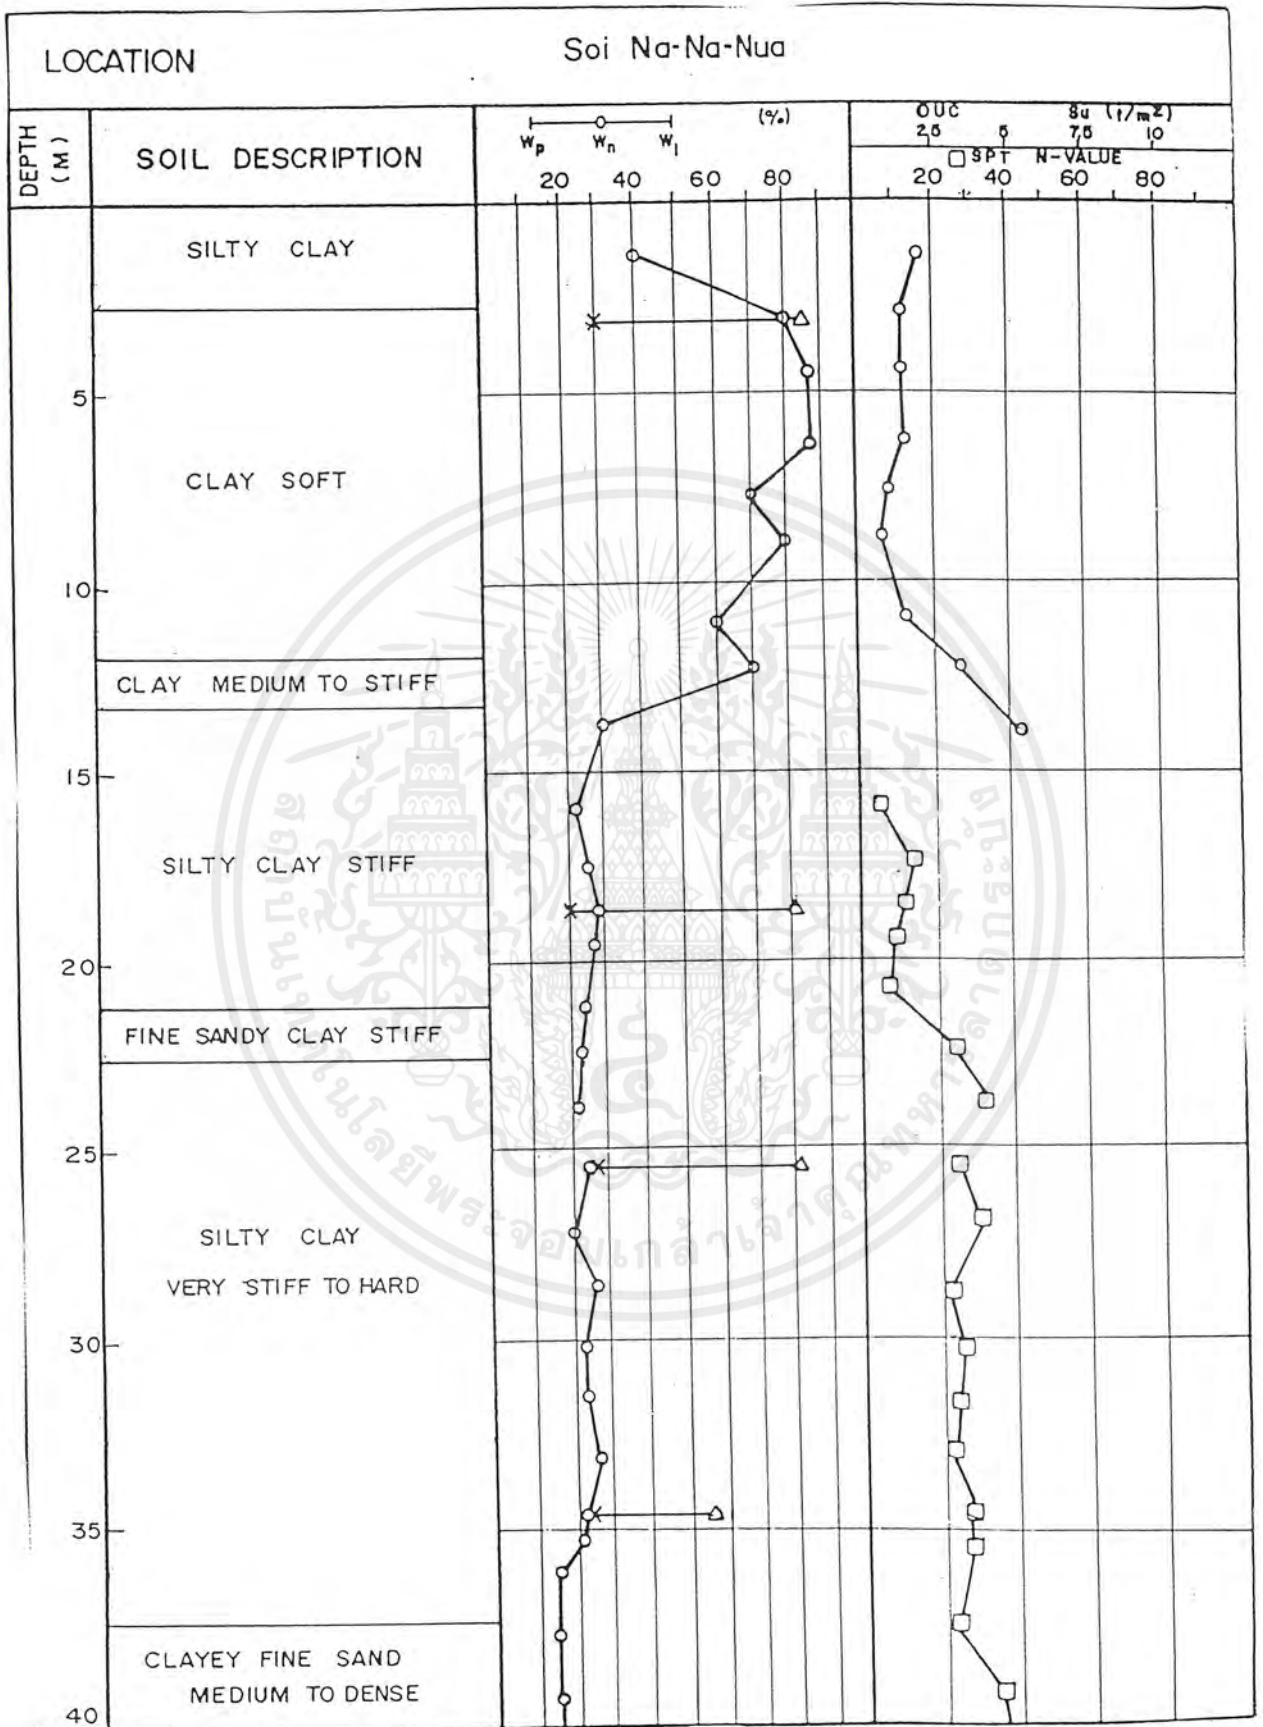 LOCATION Soi Na-Na-Nua
DEPTH (M)
SOIL DESCRIPTION
Wp Wn Wl (%)
20 40 60 80
OUC Su (t/m2)
2.5 5 7.5 10
SPT N-VALUE
20 40 60 80
SILTY CLAY
5
CLAY SOFT
10
CLAY MEDIUM TO STIFF
15
SILTY CLAY STIFF
20
FINE SANDY CLAY STIFF
25
SILTY CLAY
VERY STIFF TO HARD
30
35
CLAYEY FINE SAND
MEDIUM TO DENSE
40